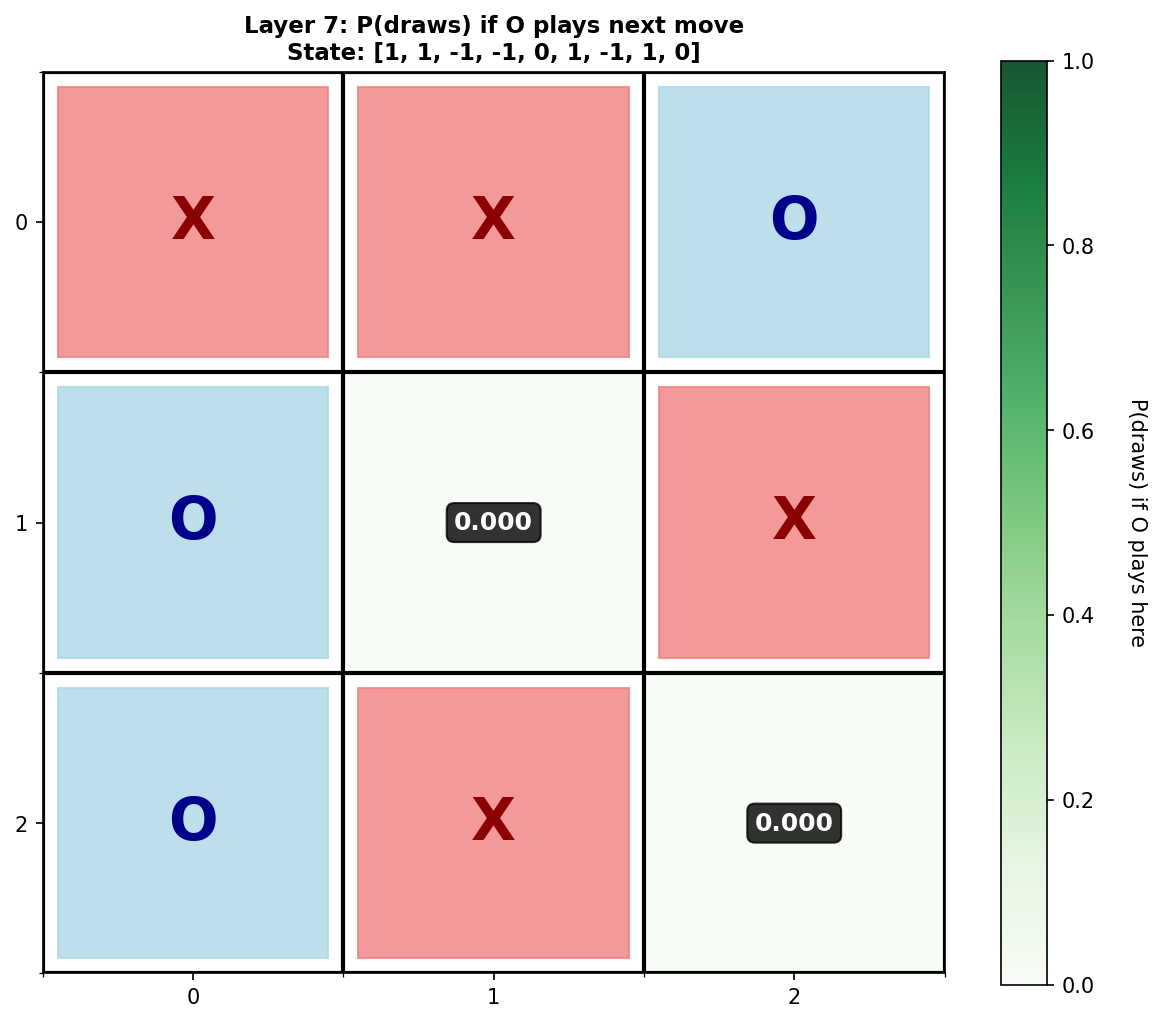 Layer 7: P(draws) if O plays next move
State: [1, 1, -1, -1, 0, 1, -1, 1, 0]
X
X
O
O
0.000
X
O
X
0.000
0
1
2
0
1
2
1.0
0.8
0.6
0.4
0.2
0.0
P(draws) if O plays here